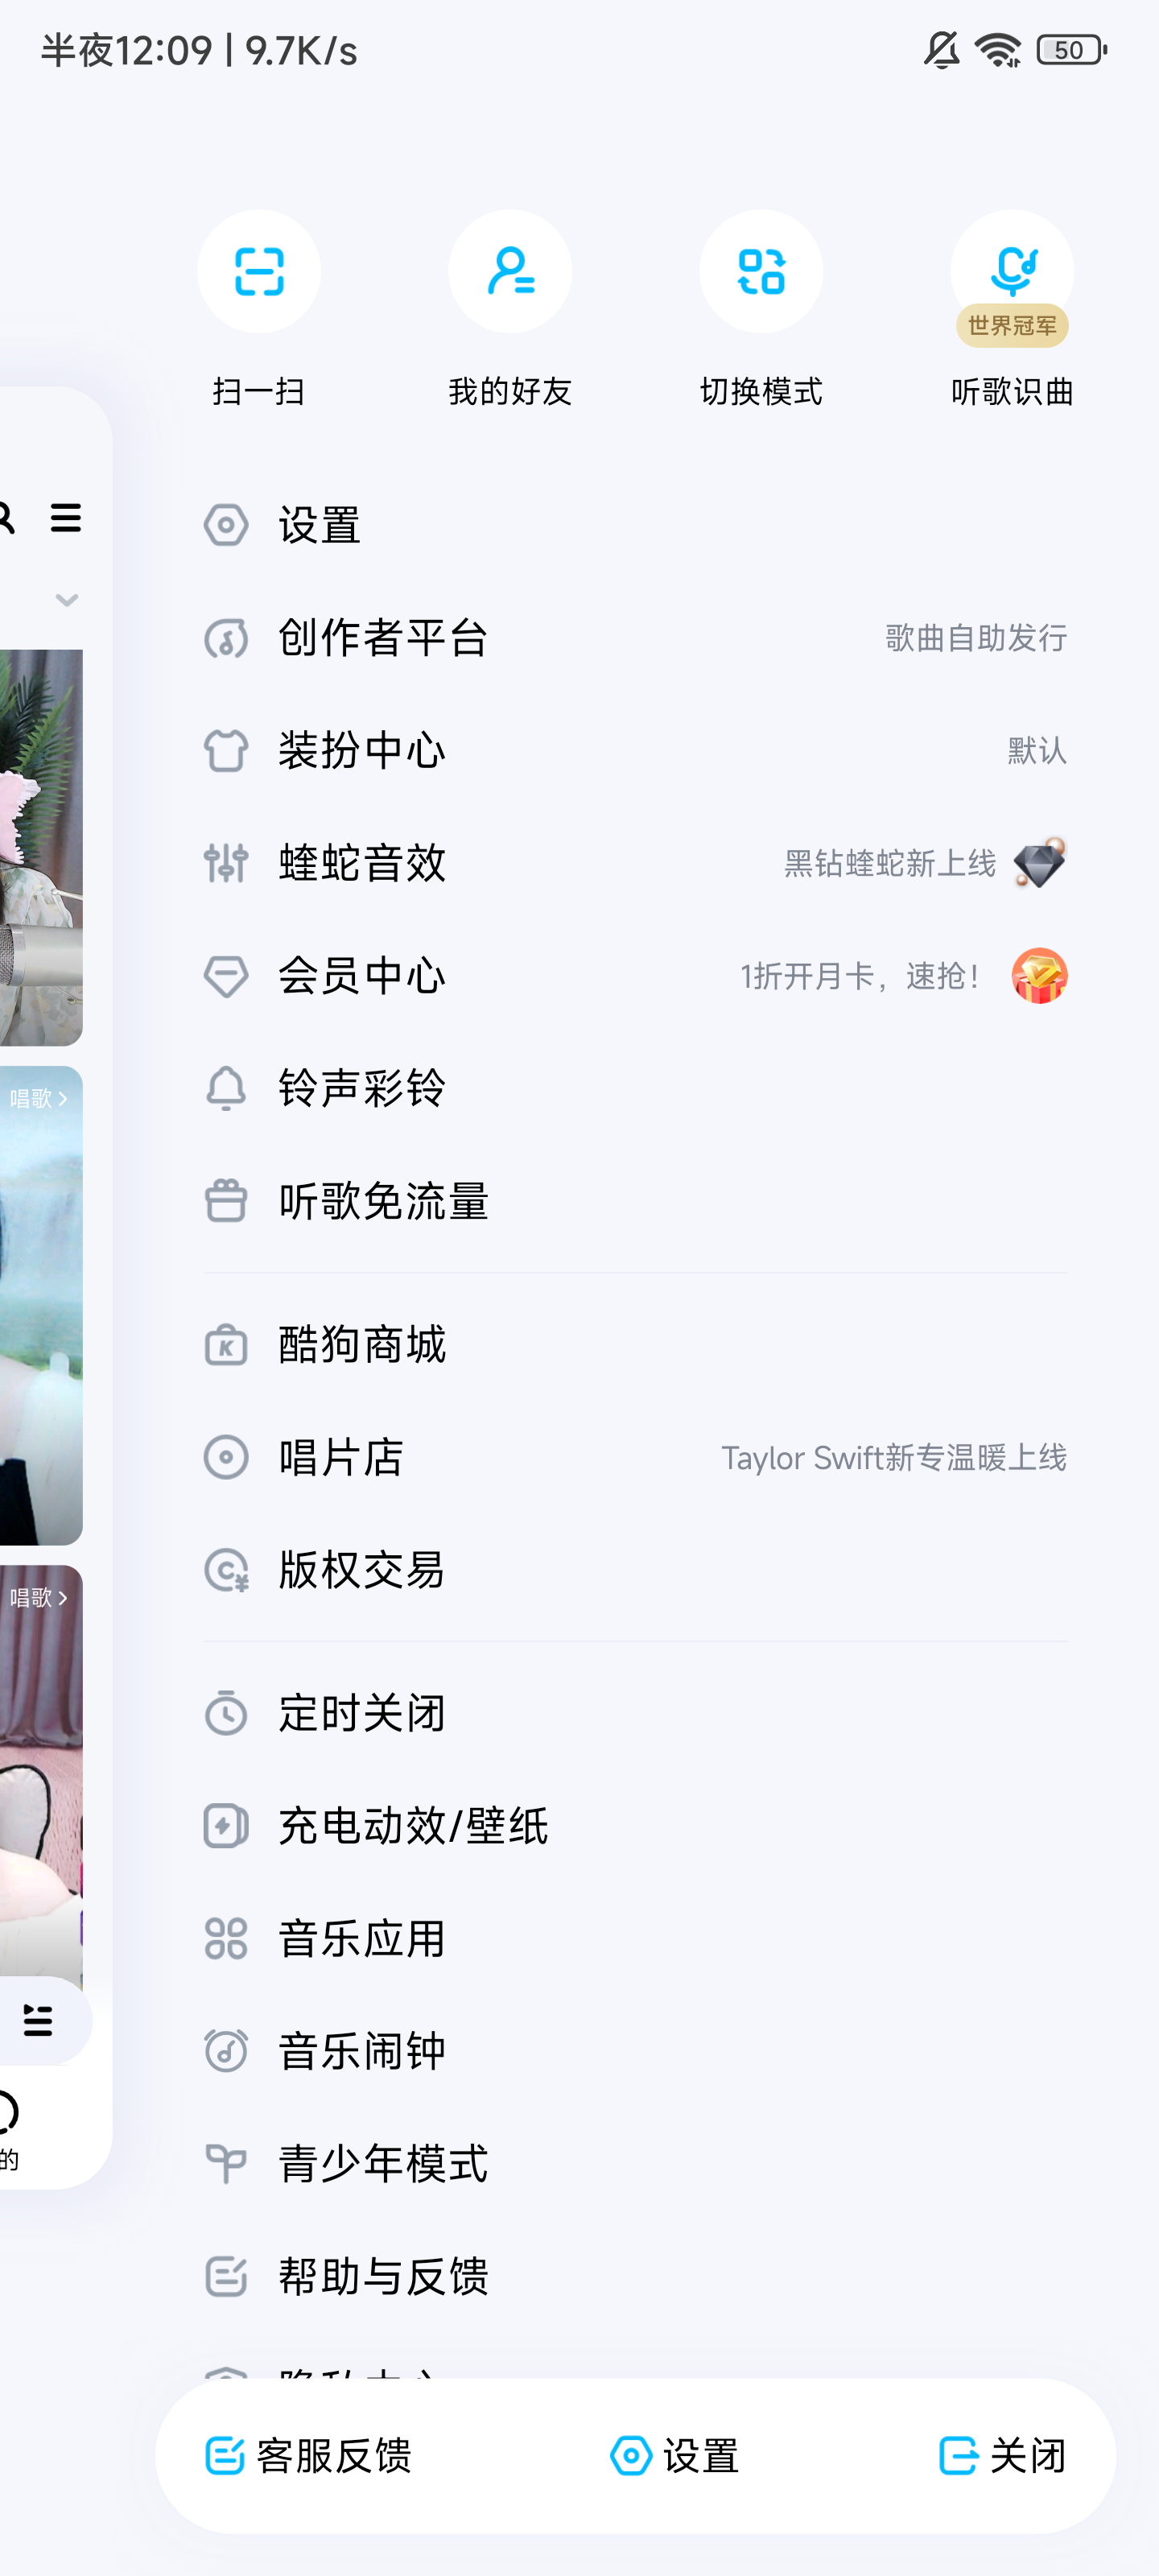 半夜12:09 | 9.7K/s
50
世界冠军
扫一扫
我的好友
切换模式
听歌识曲
设置
创作者平台
歌曲自助发行
装扮中心
默认
蝰蛇音效
黑钻蝰蛇新上线
会员中心
1折开月卡，速抢！
铃声彩铃
唱歌
听歌免流量
酷狗商城
唱片店
Taylor Swift新专温暖上线
版权交易
唱歌
定时关闭
充电动效/壁纸
音乐应用
音乐闹钟
的
青少年模式
帮助与反馈
隐私中心
客服反馈
设置
关闭